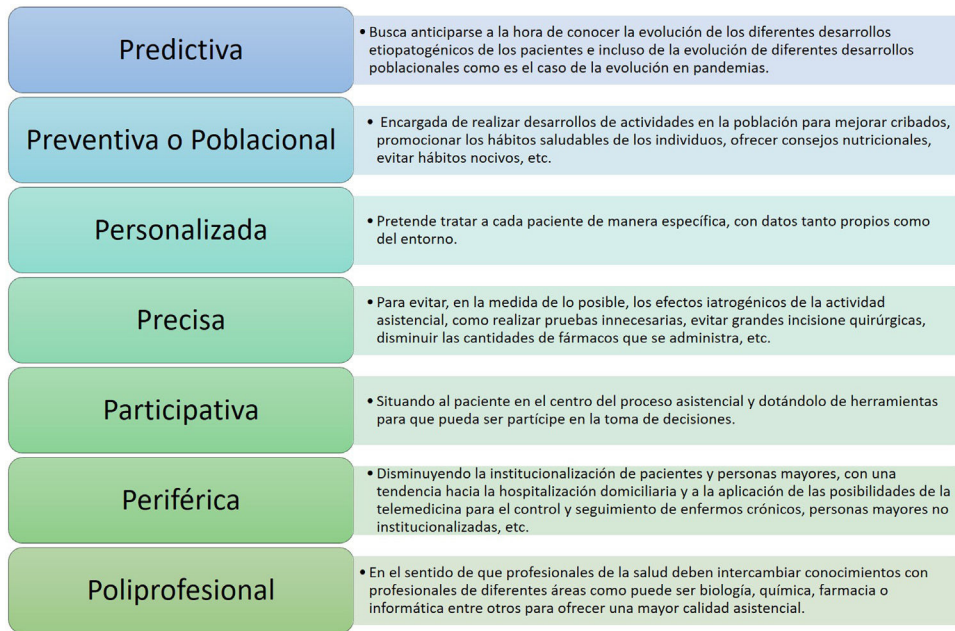 Predictiva
• Busca anticiparse a la hora de conocer la evolución de los diferentes desarrollos
etiopatogénicos de los pacientes e incluso de la evolución de diferentes desarrollos
poblacionales como es el caso de la evolución en pandemias.
Preventiva o Poblacional
• Encargada de realizar desarrollos de actividades en la población para mejorar cribados,
promocionar los hábitos saludables de los individuos, ofrecer consejos nutricionales,
evitar hábitos nocivos, etc.
Personalizada
• Pretende tratar a cada paciente de manera específica, con datos tanto propios como
del entorno.
Precisa
• Para evitar, en la medida de lo posible, los efectos iatrogénicos de la actividad
asistencial, como realizar pruebas innecesarias, evitar grandes incisione quirúrgicas,
disminuir las cantidades de fármacos que se administra, etc.
Participativa
• Situando al paciente en el centro del proceso asistencial y dotándolo de herramientas
para que pueda ser partícipe en la toma de decisiones.
Periférica
• Disminuyendo la institucionalización de pacientes y personas mayores, con una
tendencia hacia la hospitalización domiciliaria y a la aplicación de las posibilidades de la
telemedicina para el control y seguimiento de enfermos crónicos, personas mayores no
institucionalizadas, etc.
Poliprofesional
• En el sentido de que profesionales de la salud deben intercambiar conocimientos con
profesionales de diferentes áreas como puede ser biología, química, farmacia o
informática entre otros para ofrecer una mayor calidad asistencial.